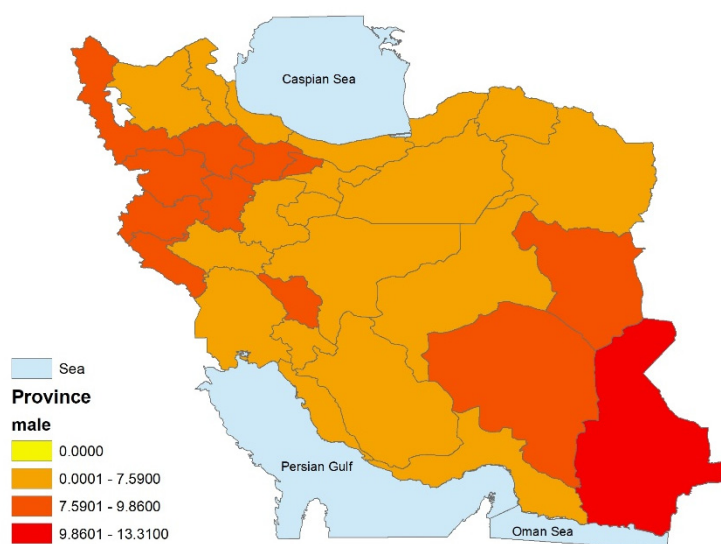 Caspian Sea
Sea
Province
male
0.0000
0.0001 - 7.5900
7.5901 - 9.8600
9.8601 - 13.3100
Persian Gulf
Oman Sea